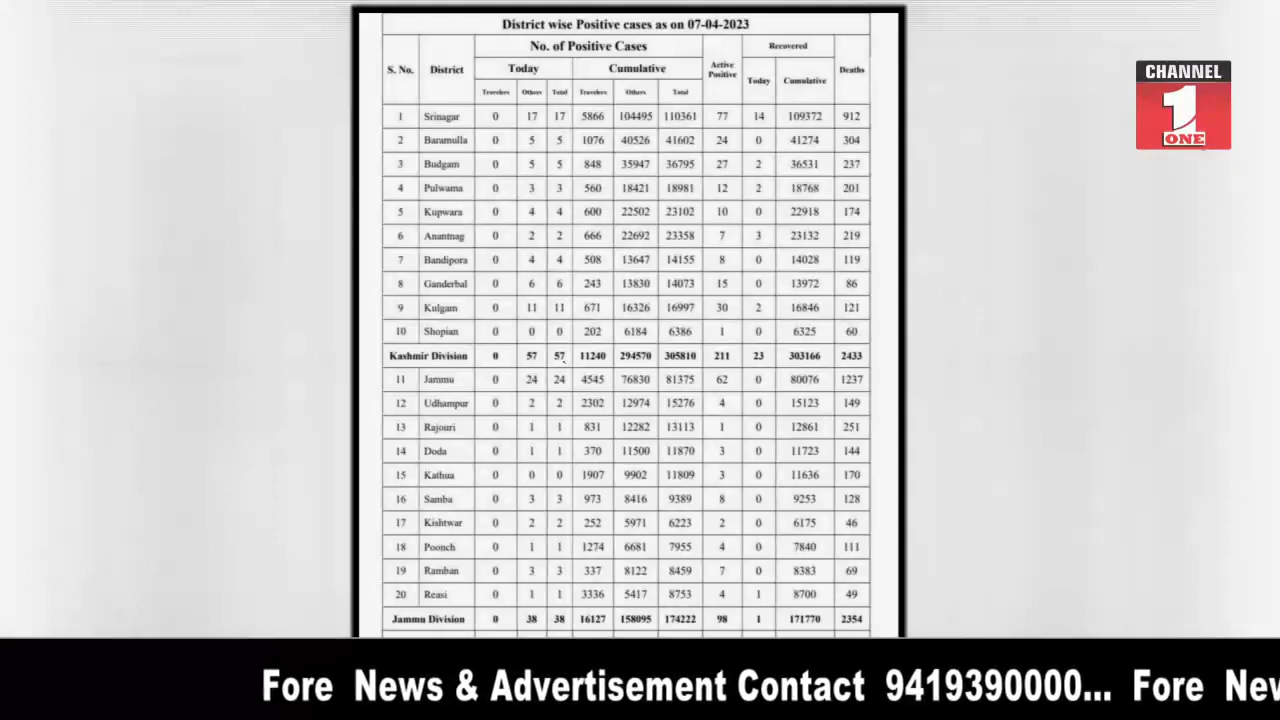 District wise Positive cases as on 07-04-2023
S. No. District No. of Positive Cases Active Positive Recovered Deaths
Today Cumulative Today Cumulative
Travelers Others Total Travelers Others Total
1 Srinagar 0 17 17 5866 104495 110361 77 14 109372 912
2 Baramulla 0 5 5 1076 40526 41602 24 0 41274 304
3 Budgam 0 5 5 848 35947 36795 27 2 36531 237
4 Pulwama 0 3 3 560 18421 18981 12 2 18768 201
5 Kupwara 0 4 4 600 22502 23102 10 0 22918 174
6 Anantnag 0 2 2 666 22692 23358 7 3 23132 219
7 Bandipora 0 4 4 508 13647 14155 8 0 14028 119
8 Ganderbal 0 6 6 243 13830 14073 15 0 13972 86
9 Kulgam 0 11 11 671 16326 16997 30 2 16846 121
10 Shopian 0 0 0 202 6184 6386 1 0 6325 60
Kashmir Division 0 57 57 11240 294570 305810 211 23 303166 2433
11 Jammu 0 24 24 4545 76830 81375 62 0 80076 1237
12 Udhampur 0 2 2 2302 12974 15276 4 0 15123 149
13 Rajouri 0 1 1 831 12282 13113 1 0 12861 251
14 Doda 0 1 1 370 11500 11870 3 0 11723 144
15 Kathua 0 0 0 1907 9902 11809 3 0 11636 170
16 Samba 0 3 3 973 8416 9389 8 0 9253 128
17 Kishtwar 0 2 2 252 5971 6223 2 0 6175 46
18 Poonch 0 1 1 1274 6681 7955 4 0 7840 111
19 Ramban 0 3 3 337 8122 8459 7 0 8383 69
20 Reasi 0 1 1 3336 5417 8753 4 1 8700 49
Jammu Division 0 38 38 16127 158095 174222 98 1 171770 2354
CHANNEL
1
ONE
Fore News & Advertisement Contact 9419390000... Fore New